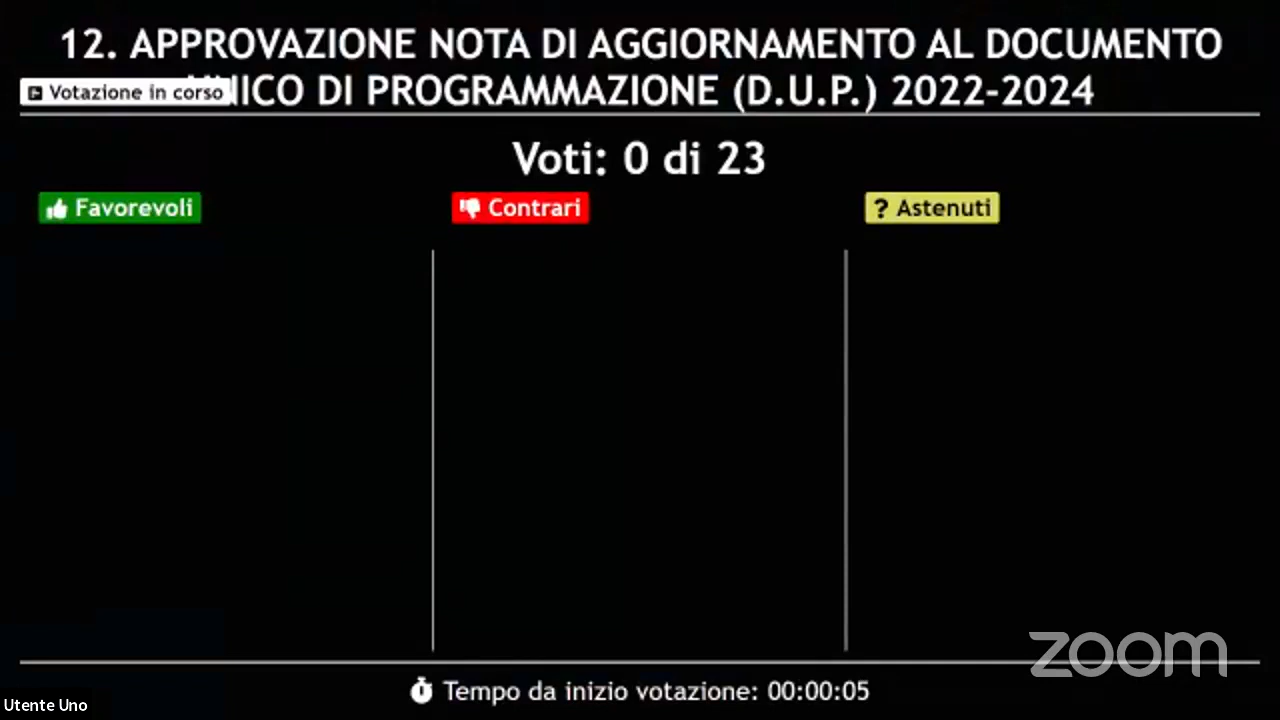 12. APPROVAZIONE NOTA DI AGGIORNAMENTO AL DOCUMENTO
Votazione in corso
NICO DI PROGRAMMAZIONE (D.U.P.) 2022-2024
Voti: 0 di 23
Favorevoli
Contrari
? Astenuti
zoom
Tempo da inizio votazione: 00:00:05
Utente Uno